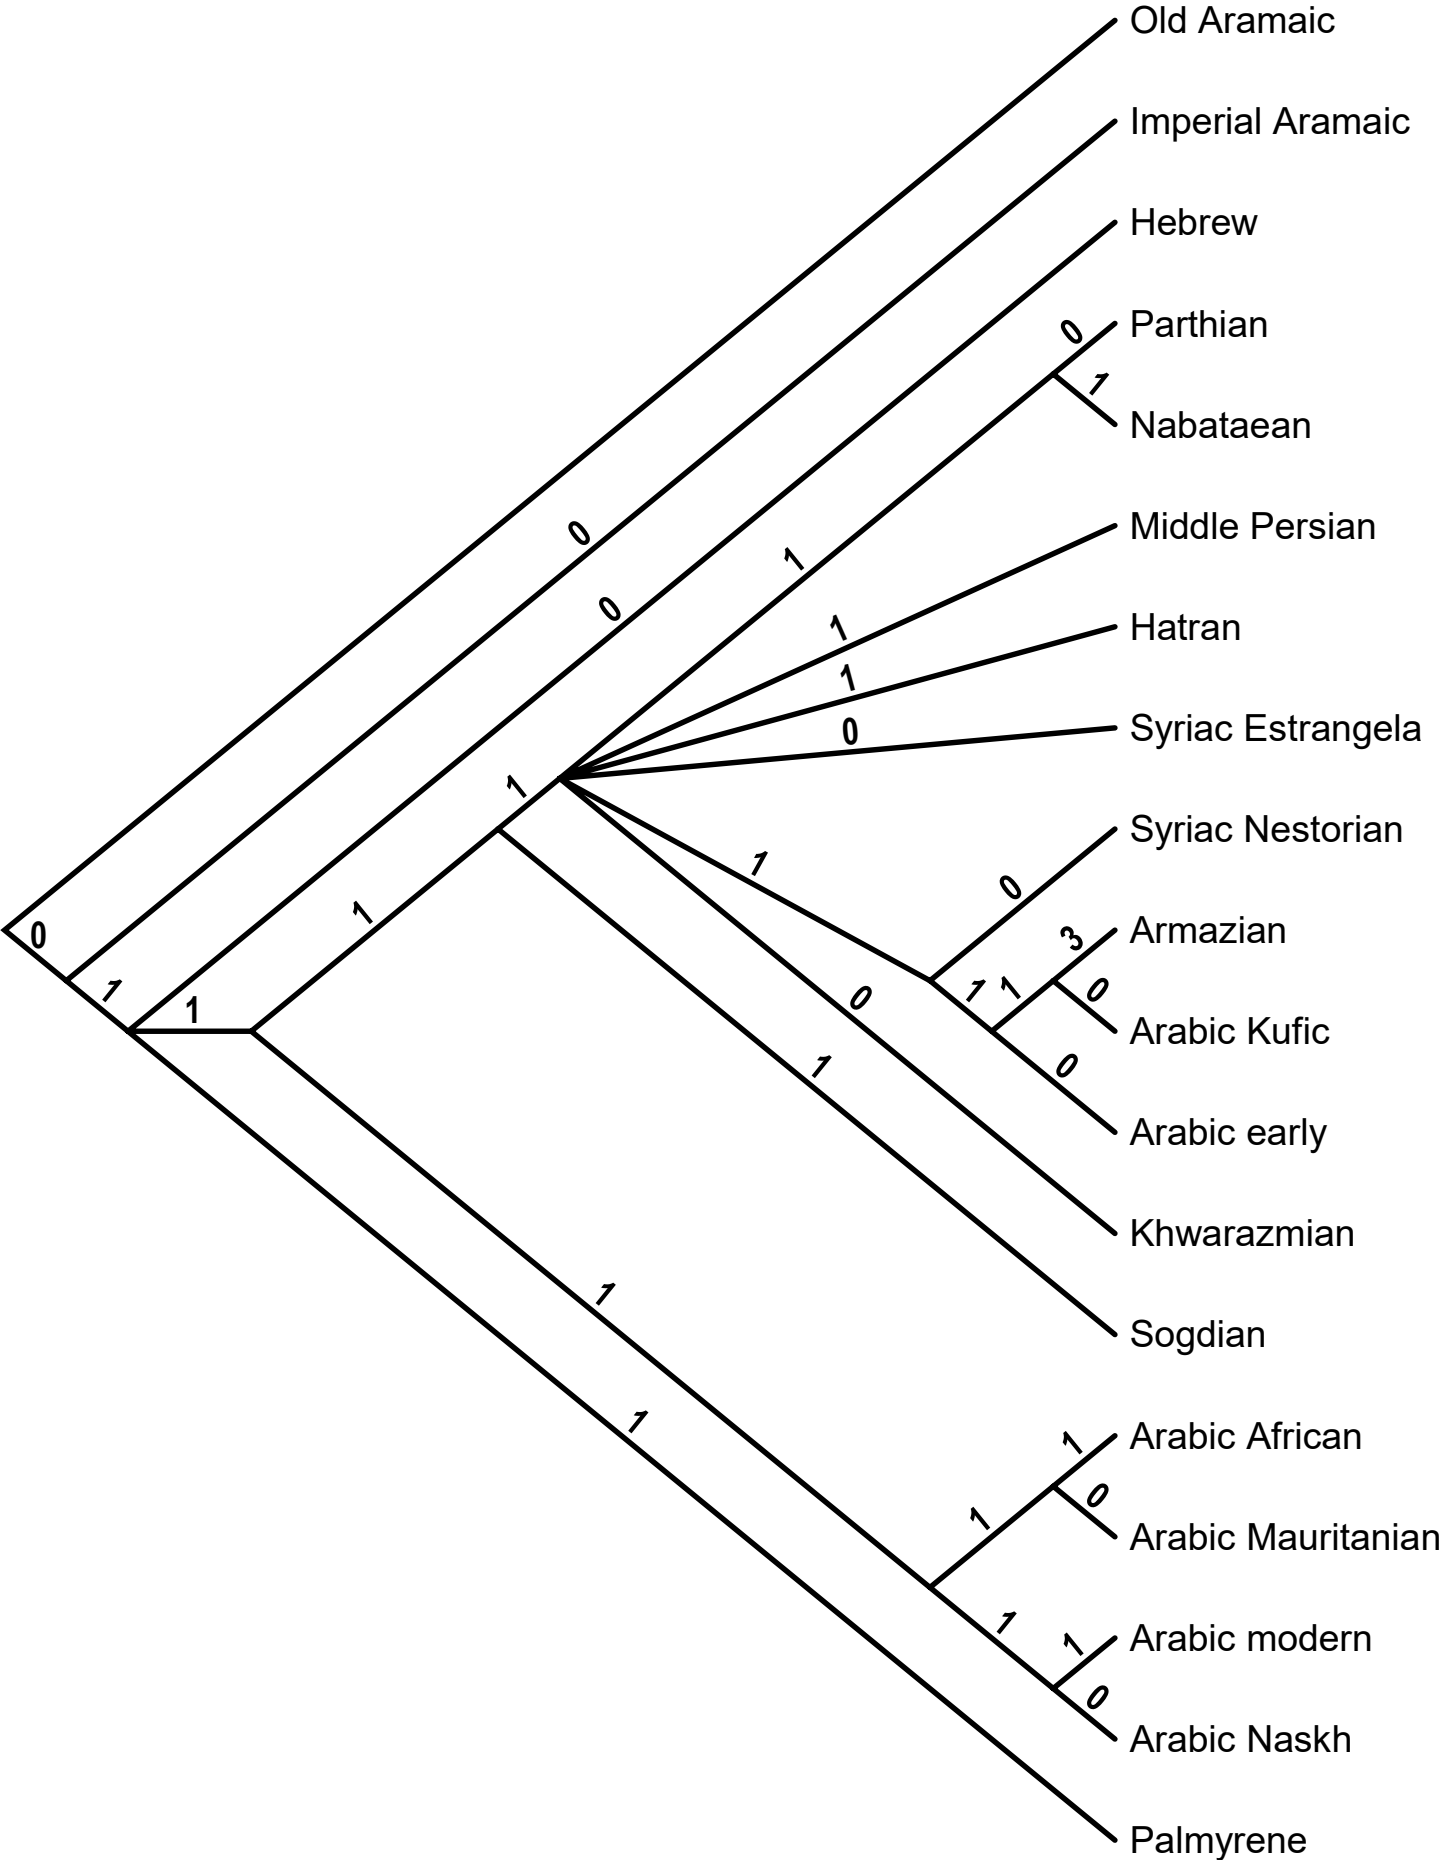 Old Aramaic
Imperial Aramaic
Hebrew
0 Parthian
1
Nabataean
Middle Persian
0
1
0
1
Hatran
1
Syriac Estrangela
0
1
Syriac Nestorian
1
0
1
Armazian
3
0
1
1 1
0
0
1
Arabic Kufic
0
1
Arabic early
Khwarazmian
1
Sogdian
1
Arabic African
1
1
0
1
Arabic Mauritanian
1
1
Arabic modern
0
Arabic Naskh
Palmyrene